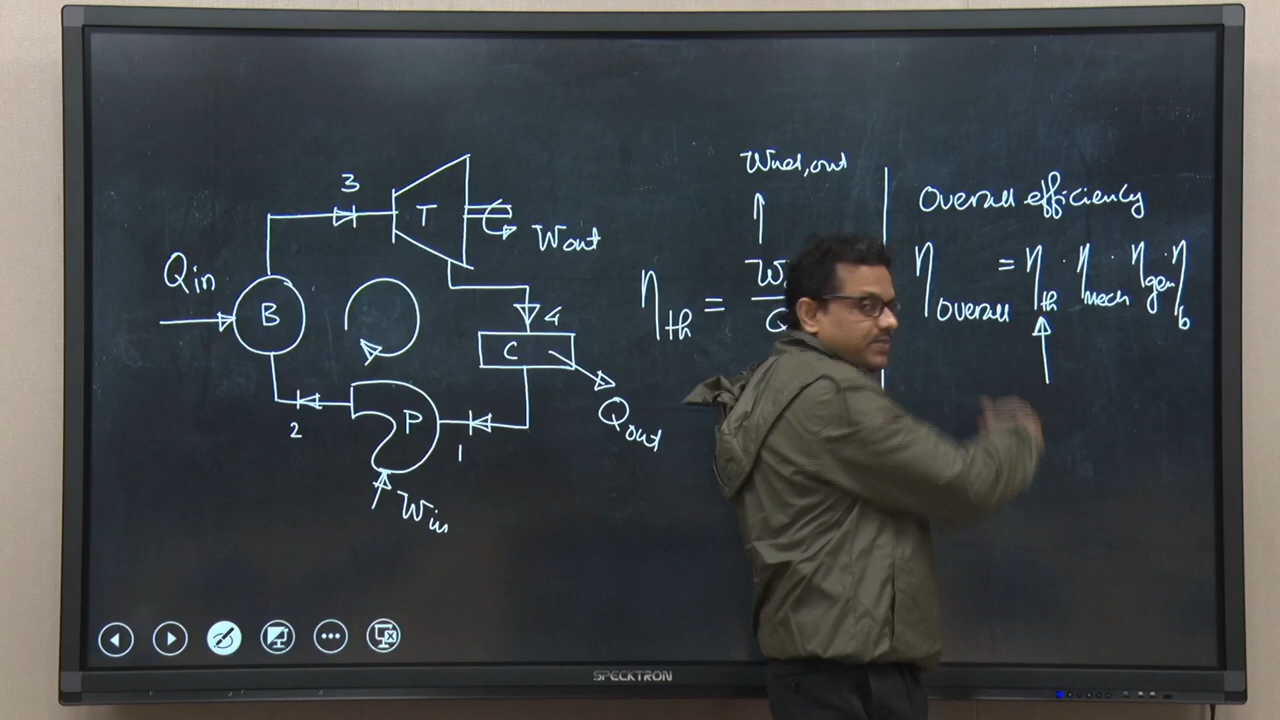 3
T
Wout
Qin
B
4
C
Qout
P
2
1
Win
Wnet,out
ηth =
Overall efficiency
ηOverall = ηth · ηmech · ηgen · ηb
SPECKTRON